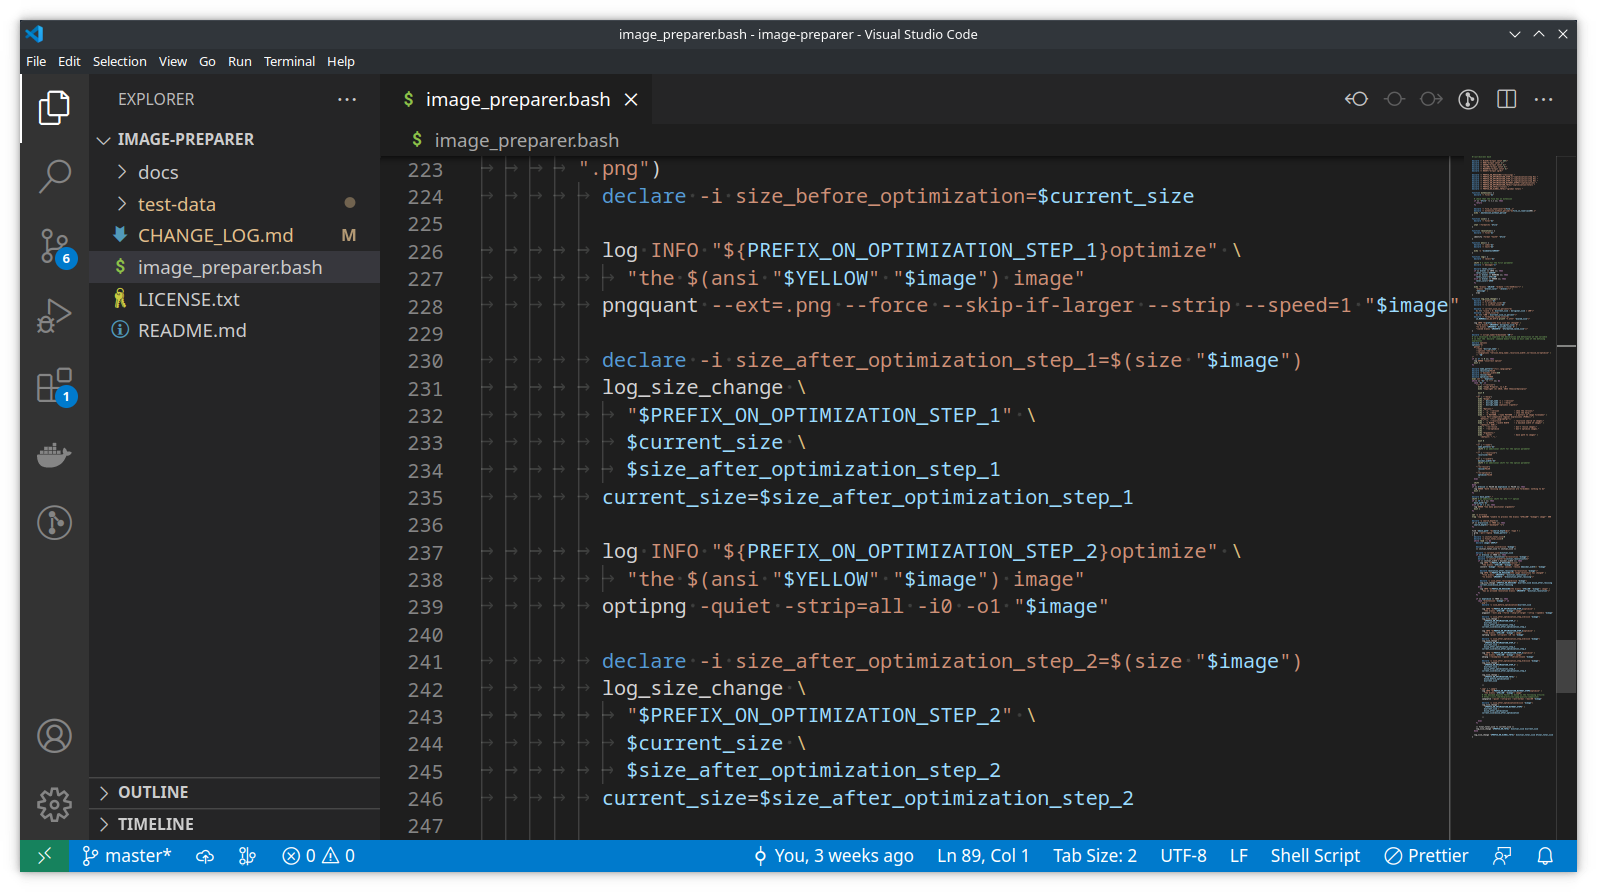 image_preparer.bash - image-preparer - Visual Studio Code
File Edit Selection View Go Run Terminal Help
EXPLORER
IMAGE-PREPARER
docs
test-data
CHANGE_LOG.md M
$ image_preparer.bash
LICENSE.txt
README.md
OUTLINE
TIMELINE
6
1
$ image_preparer.bash
$ image_preparer.bash
223 ".png")
224 declare -i size_before_optimization=$current_size
225
226 log INFO "${PREFIX_ON_OPTIMIZATION_STEP_1}optimize" \
227 "the $(ansi "$YELLOW" "$image") image"
228 pngquant --ext=.png --force --skip-if-larger --strip --speed=1 "$image"
229
230 declare -i size_after_optimization_step_1=$(size "$image")
231 log_size_change \
232 "$PREFIX_ON_OPTIMIZATION_STEP_1" \
233 $current_size \
234 $size_after_optimization_step_1
235 current_size=$size_after_optimization_step_1
236
237 log INFO "${PREFIX_ON_OPTIMIZATION_STEP_2}optimize" \
238 "the $(ansi "$YELLOW" "$image") image"
239 optipng -quiet -strip=all -i0 -o1 "$image"
240
241 declare -i size_after_optimization_step_2=$(size "$image")
242 log_size_change \
243 "$PREFIX_ON_OPTIMIZATION_STEP_2" \
244 $current_size \
245 $size_after_optimization_step_2
246 current_size=$size_after_optimization_step_2
247
master* 0 0 You, 3 weeks ago Ln 89, Col 1 Tab Size: 2 UTF-8 LF Shell Script Prettier